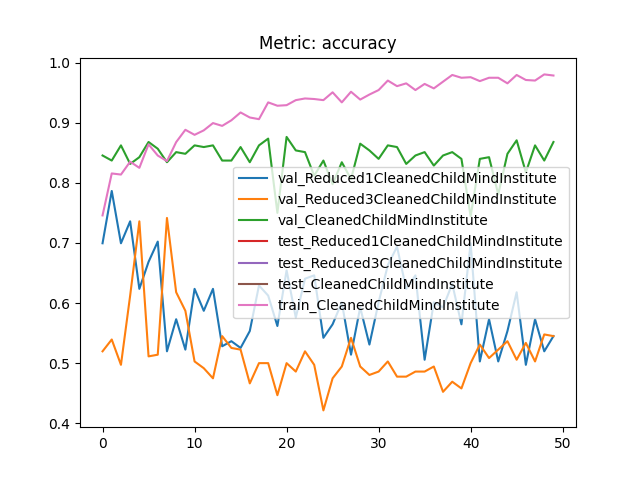 Metric: accuracy
1.0
0.9
0.8
0.7
0.6
0.5
0.4
val_Reduced1CleanedChildMindInstitute
val_Reduced3CleanedChildMindInstitute
val_CleanedChildMindInstitute
test_Reduced1CleanedChildMindInstitute
test_Reduced3CleanedChildMindInstitute
test_CleanedChildMindInstitute
train_CleanedChildMindInstitute
0 10 20 30 40 50